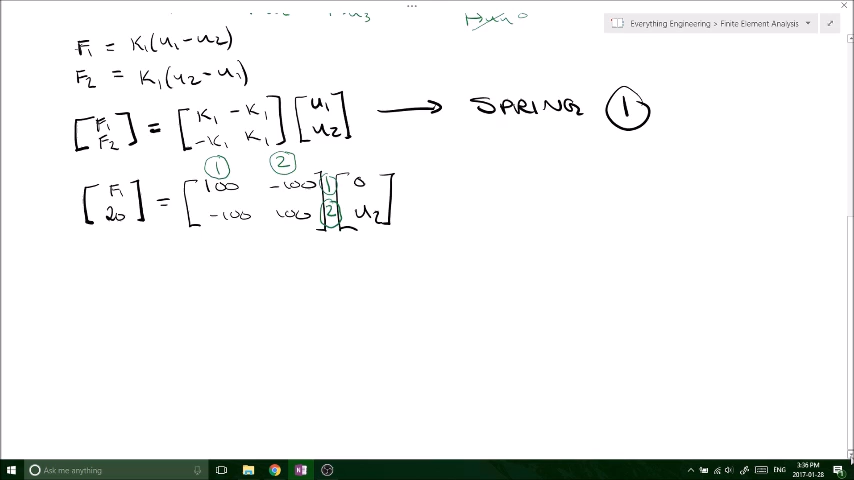 Everything Engineering > Finite Element Analysis
F₁ = K₁(u₁-u₂)
F₂ = K₁(u₂-u₁)
[F₁ F₂] = [K₁ -K₁ -K₁ K₁] [u₁ u₂] → SPRING ①
① ②
[F₁ 20] = [100 -100 -100 100] ① ② [0 u₂]
Ask me anything
ENG
3:36 PM
2017-01-28